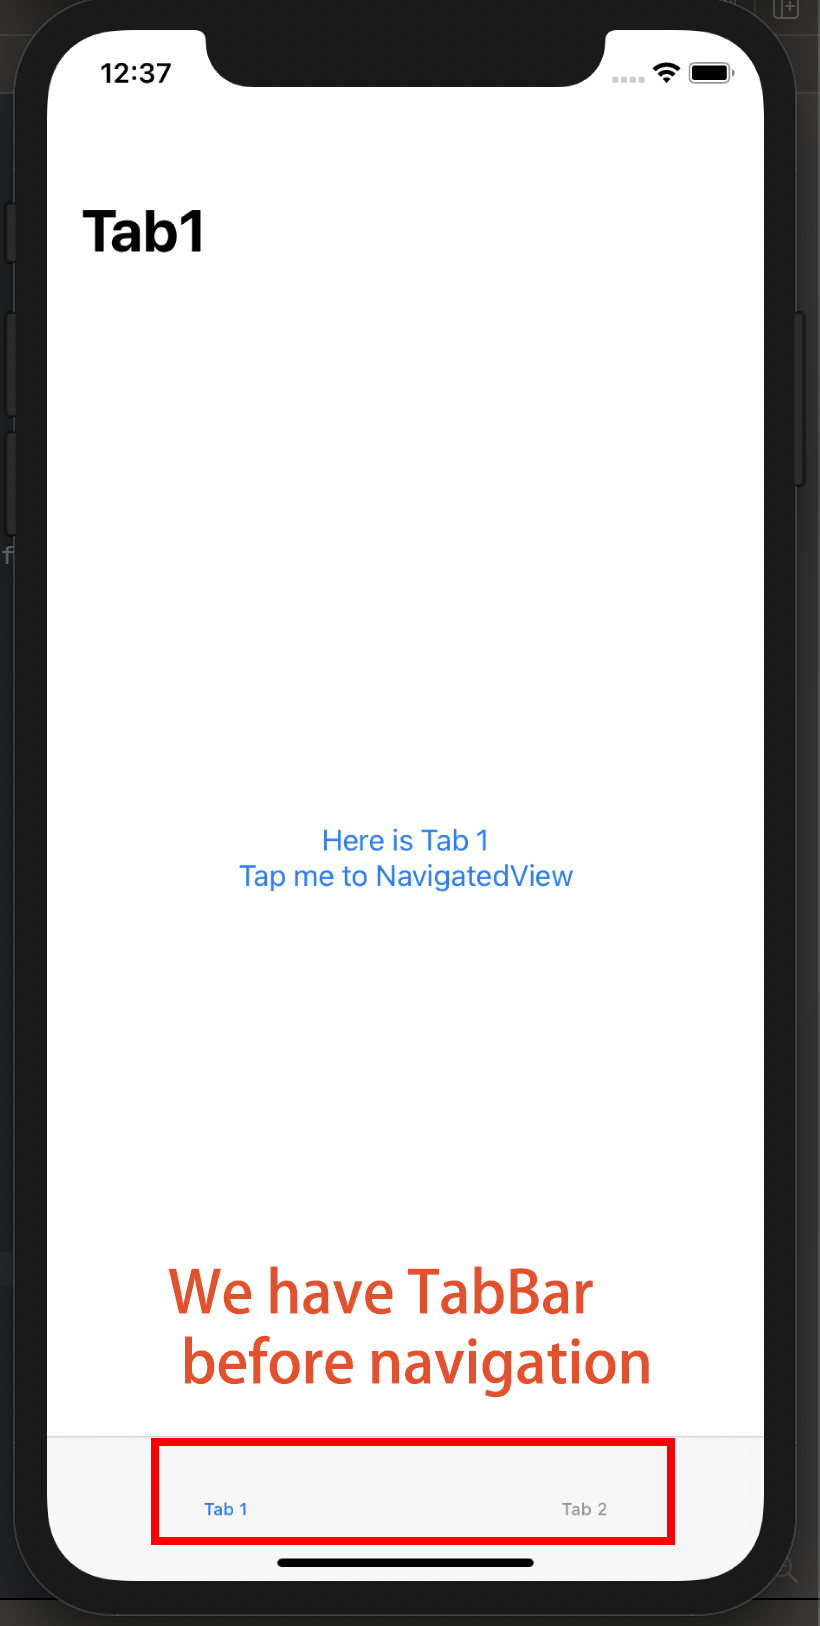 12:37
Tab1
f
Here is Tab 1
Tap me to NavigatedView
We have TabBar
before navigation
Tab 1
Tab 2